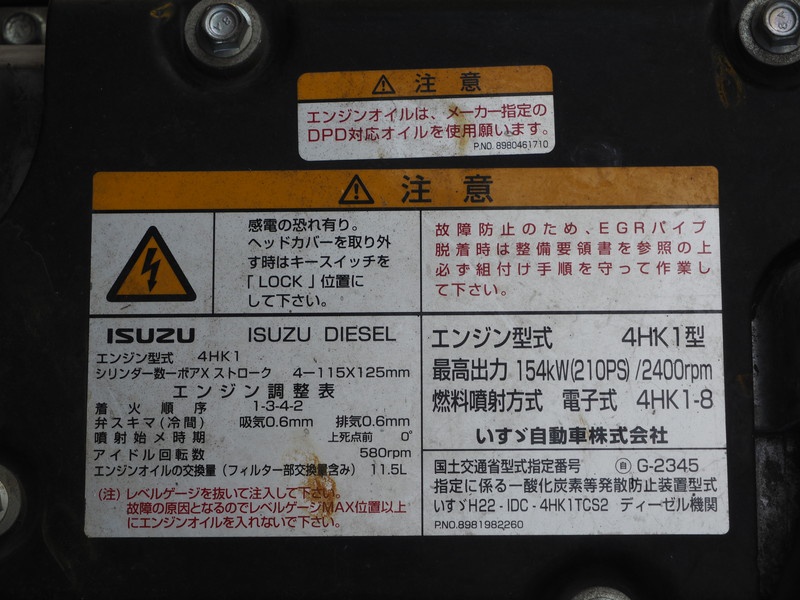 ⚠ 注意
エンジンオイルは、メーカー指定の
DPD対応オイルを使用願います。
P.NO. 8980461710
⚠ 注意
感電の恐れ有り。
ヘッドカバーを取り外
す時はキースイッチを
「LOCK」位置に
して下さい。
故障防止のため、EGRパイプ
脱着時は整備要領書を参照の上
必ず組付け手順を守って作業し
て下さい。
ISUZU ISUZU DIESEL
エンジン型式 4HK1
シリンダー数ーボアX ストローク 4ー115X125mm
エンジン調整表
着火順序 1-3-4-2
弁スキマ(冷間) 吸気0.6mm 排気0.6mm
噴射始メ時期 上死点前 0°
アイドル回転数 580rpm
エンジンオイルの交換量(フィルター部交換量含み) 11.5L
(注)レベルゲージを抜いて注入して下さい。
故障の原因となるのでレベルゲージMAX位置以上
にエンジンオイルを入れないで下さい。
エンジン型式 4HK1型
最高出力 154kW(210PS)/2400rpm
燃料噴射方式 電子式 4HK1-8
いすゞ自動車株式会社
国土交通省型式指定番号 自 G-2345
指定に係る一酸化炭素等発散防止装置型式
いすゞH22-IDC-4HK1TCS2 ディーゼル機関
P.NO.8981982260